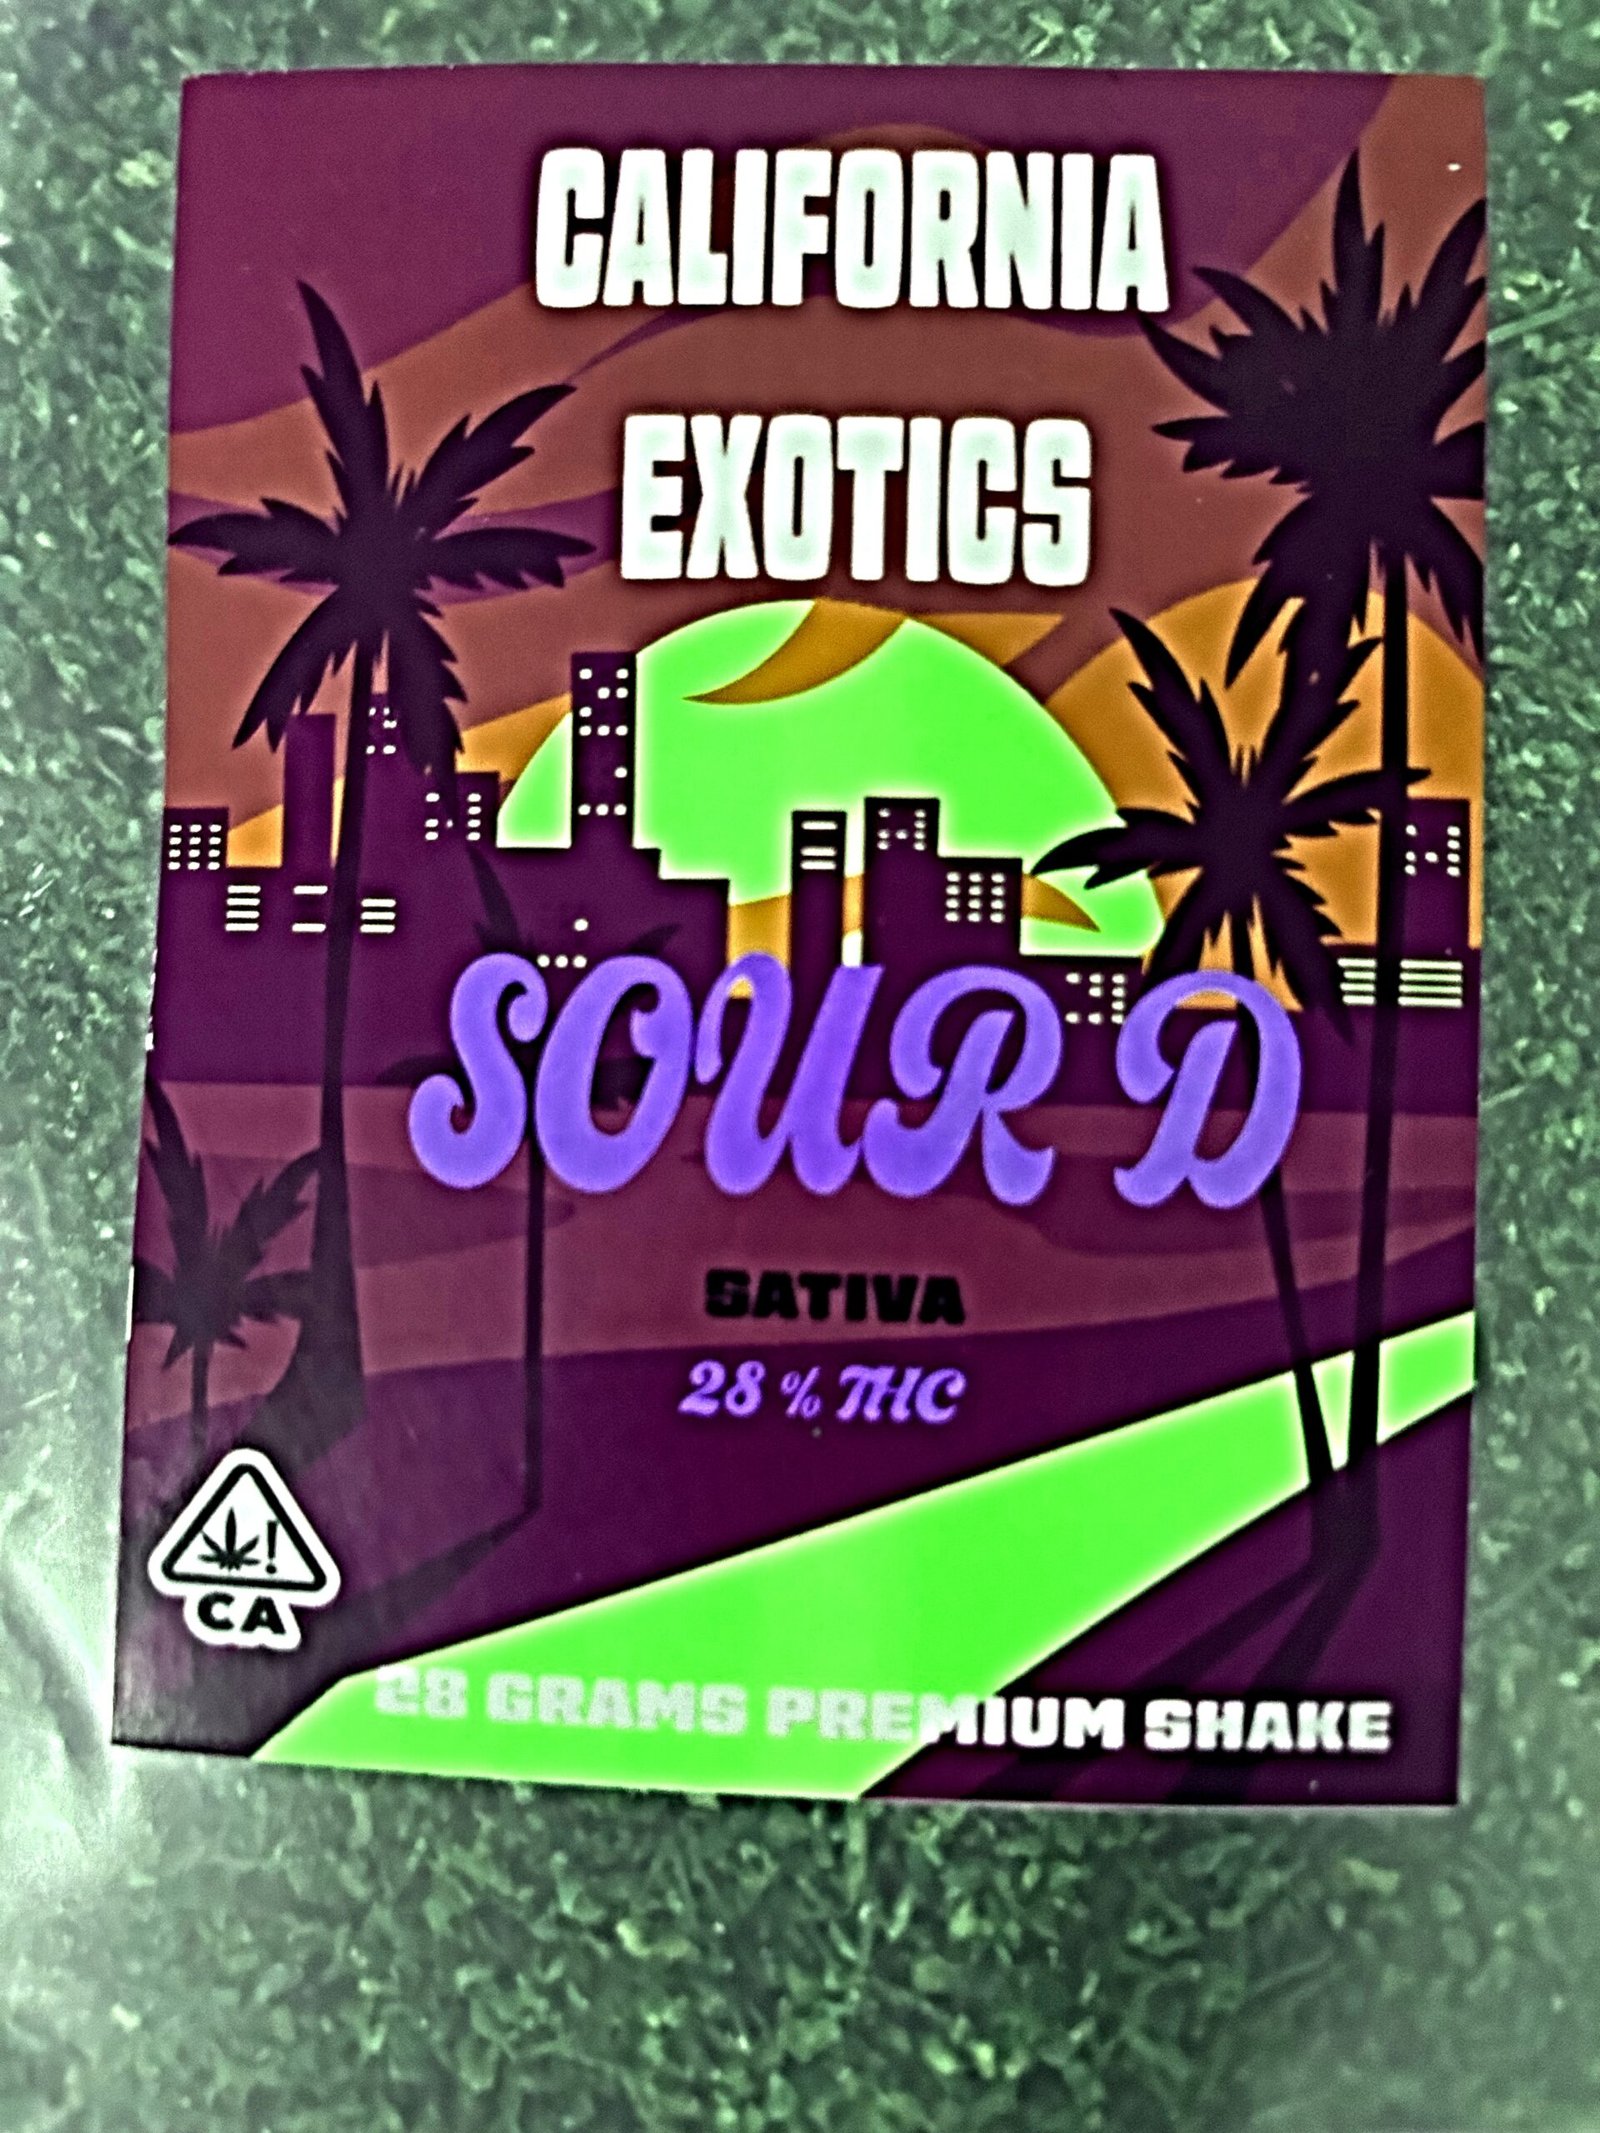 CALIFORNIA
EXOTICS
SOUR D
SATIVA
28 % THC
!
CA
28 GRAMS PREMIUM SHAKE